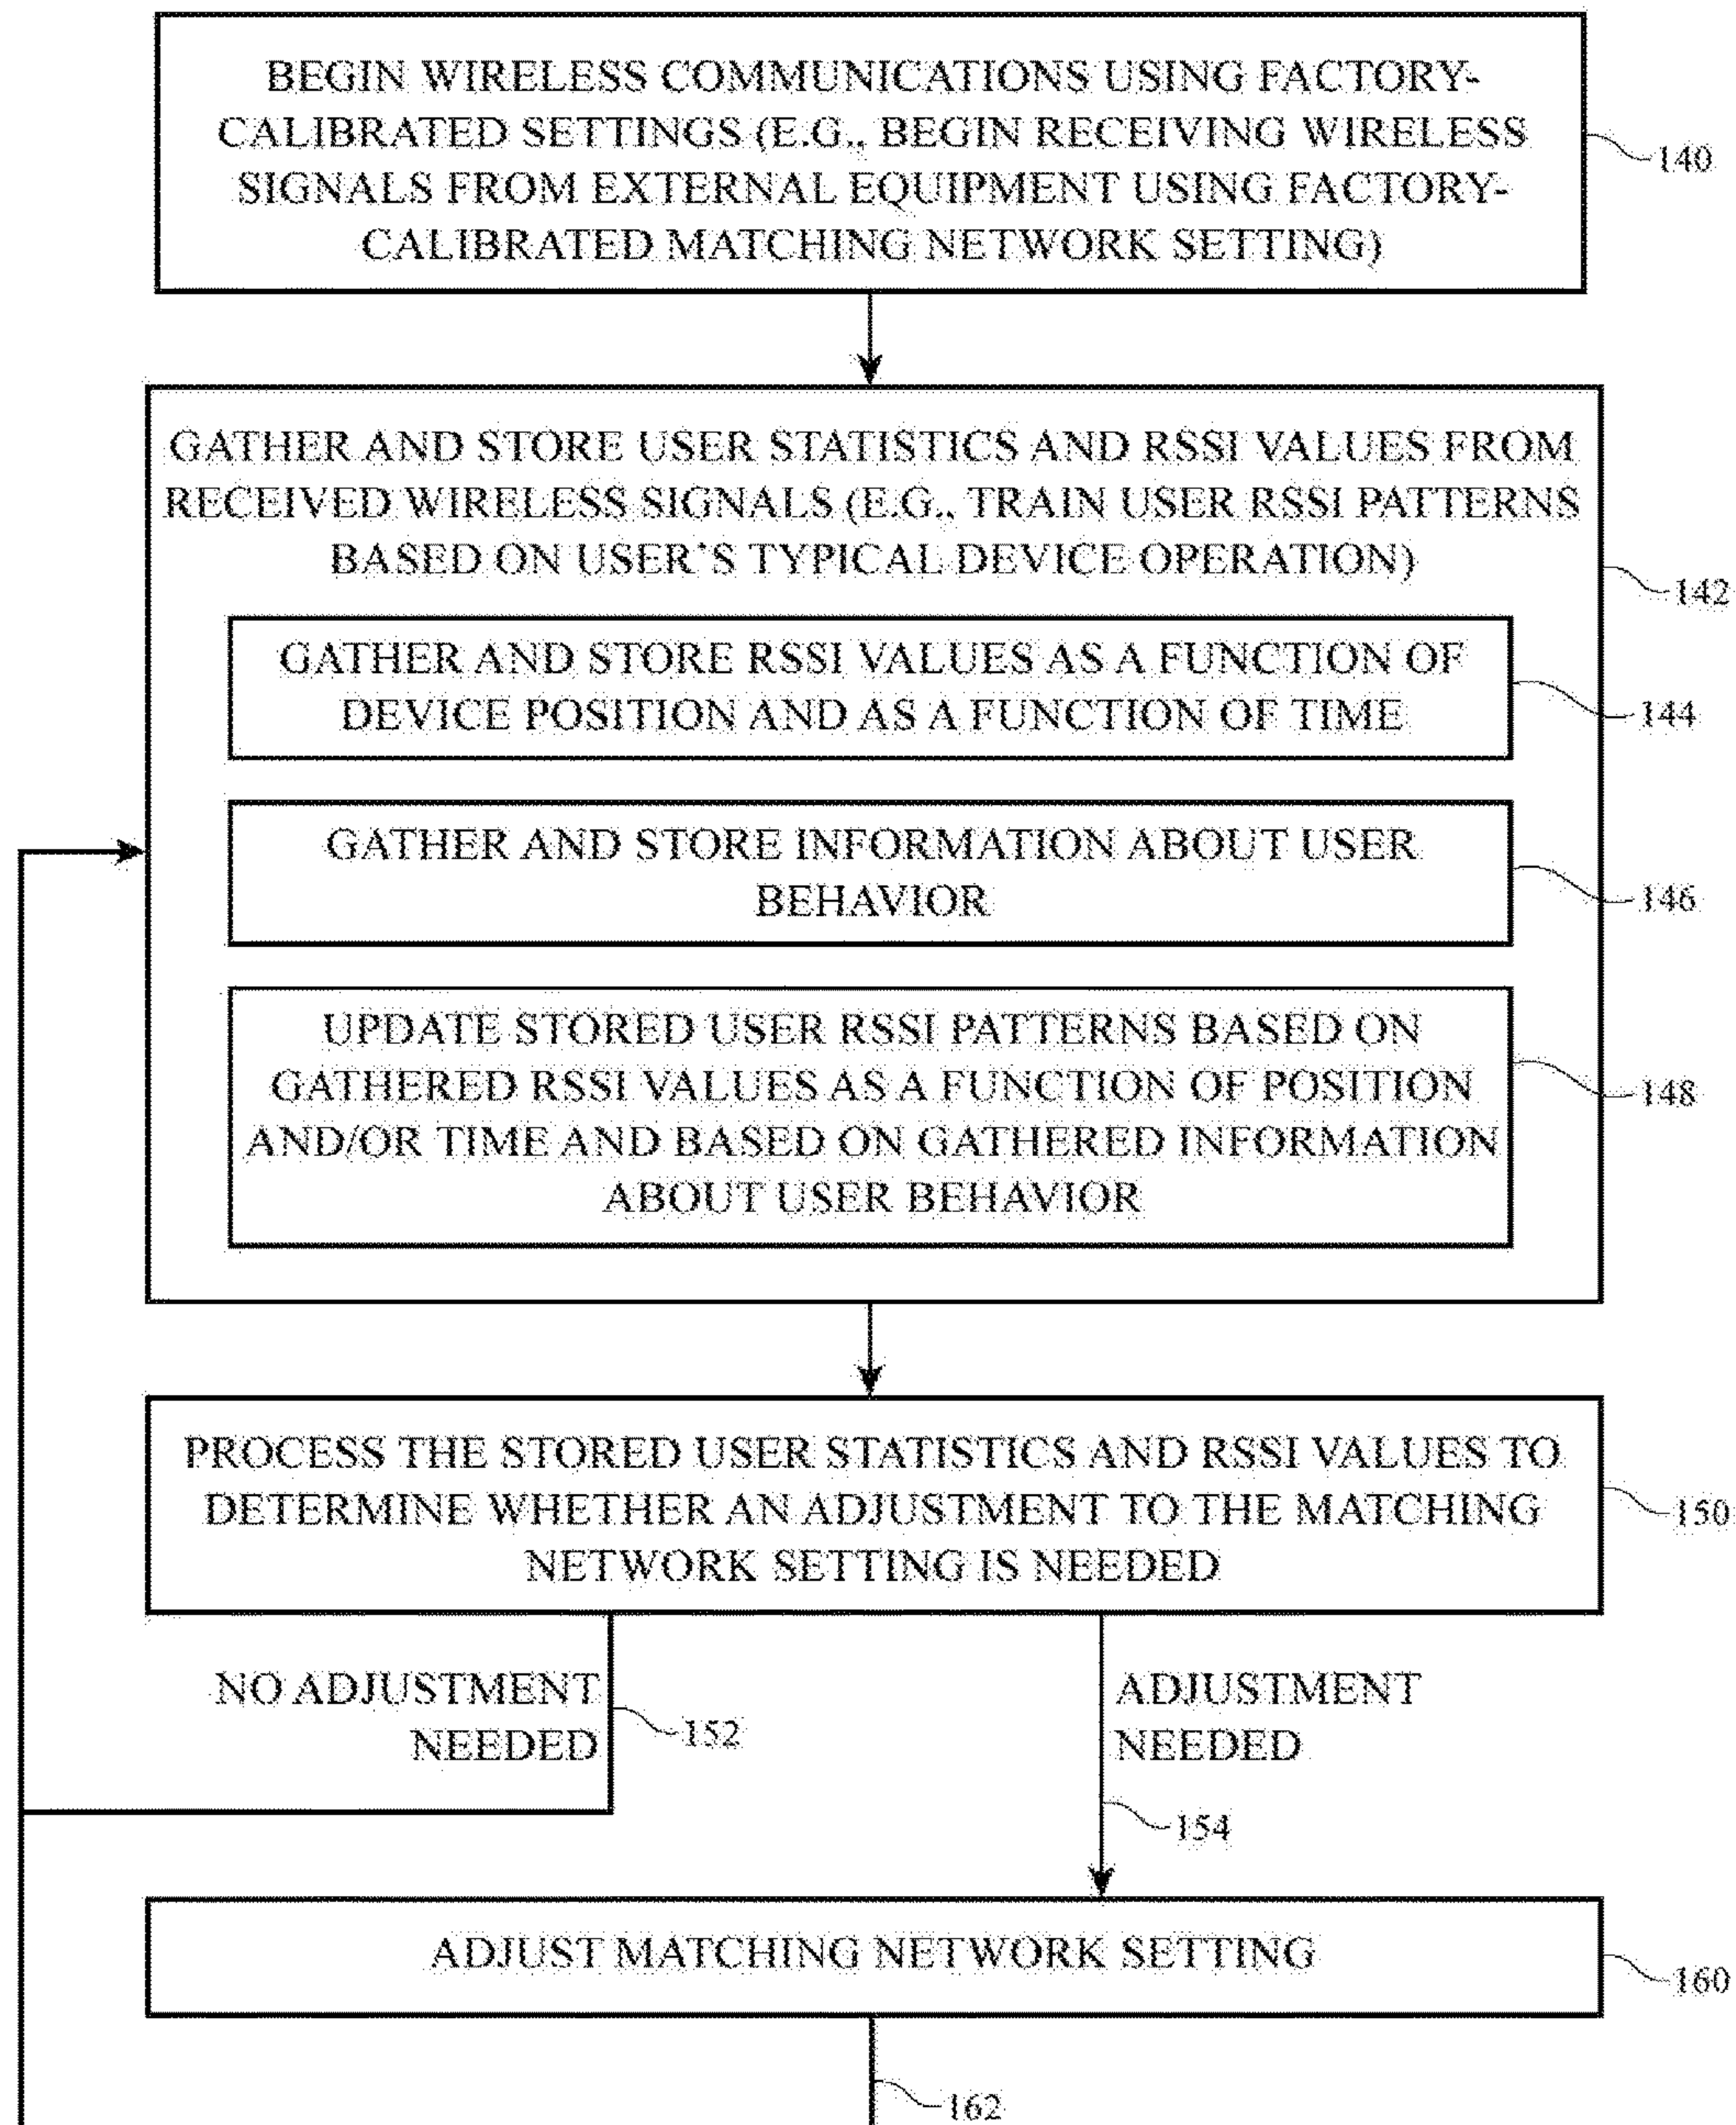 BEGIN WIRELESS COMMUNICATIONS USING FACTORY-
CALIBRATED SETTINGS (E.G., BEGIN RECEIVING WIRELESS
SIGNALS FROM EXTERNAL EQUIPMENT USING FACTORY-
CALIBRATED MATCHING NETWORK SETTING)
140
GATHER AND STORE USER STATISTICS AND RSSI VALUES FROM
RECEIVED WIRELESS SIGNALS (E.G., TRAIN USER RSSI PATTERNS
BASED ON USER'S TYPICAL DEVICE OPERATION)
142
GATHER AND STORE RSSI VALUES AS A FUNCTION OF
DEVICE POSITION AND AS A FUNCTION OF TIME
144
GATHER AND STORE INFORMATION ABOUT USER
BEHAVIOR
146
UPDATE STORED USER RSSI PATTERNS BASED ON
GATHERED RSSI VALUES AS A FUNCTION OF POSITION
AND/OR TIME AND BASED ON GATHERED INFORMATION
ABOUT USER BEHAVIOR
148
PROCESS THE STORED USER STATISTICS AND RSSI VALUES TO
DETERMINE WHETHER AN ADJUSTMENT TO THE MATCHING
NETWORK SETTING IS NEEDED
150
NO ADJUSTMENT
NEEDED
152
ADJUSTMENT
NEEDED
154
ADJUST MATCHING NETWORK SETTING
160
162